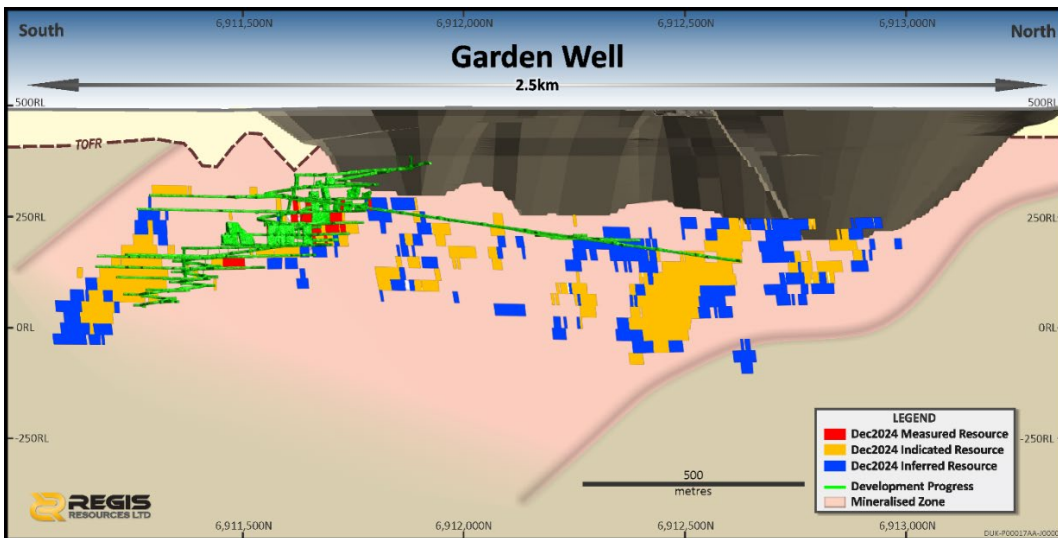 6,911,500N 6,912,000N 6,912,500N 6,913,000N
South North
Garden Well
2.5km
500RL 500RL
TOFR
250RL 250RL
0RL 0RL
-250RL -250RL
LEGEND
Dec2024 Measured Resource
Dec2024 Indicated Resource
Dec2024 Inferred Resource
Development Progress
Mineralised Zone
500
metres
REGIS
RESOURCES LTD
6,911,500N 6,912,000N 6,912,500N 6,913,000N